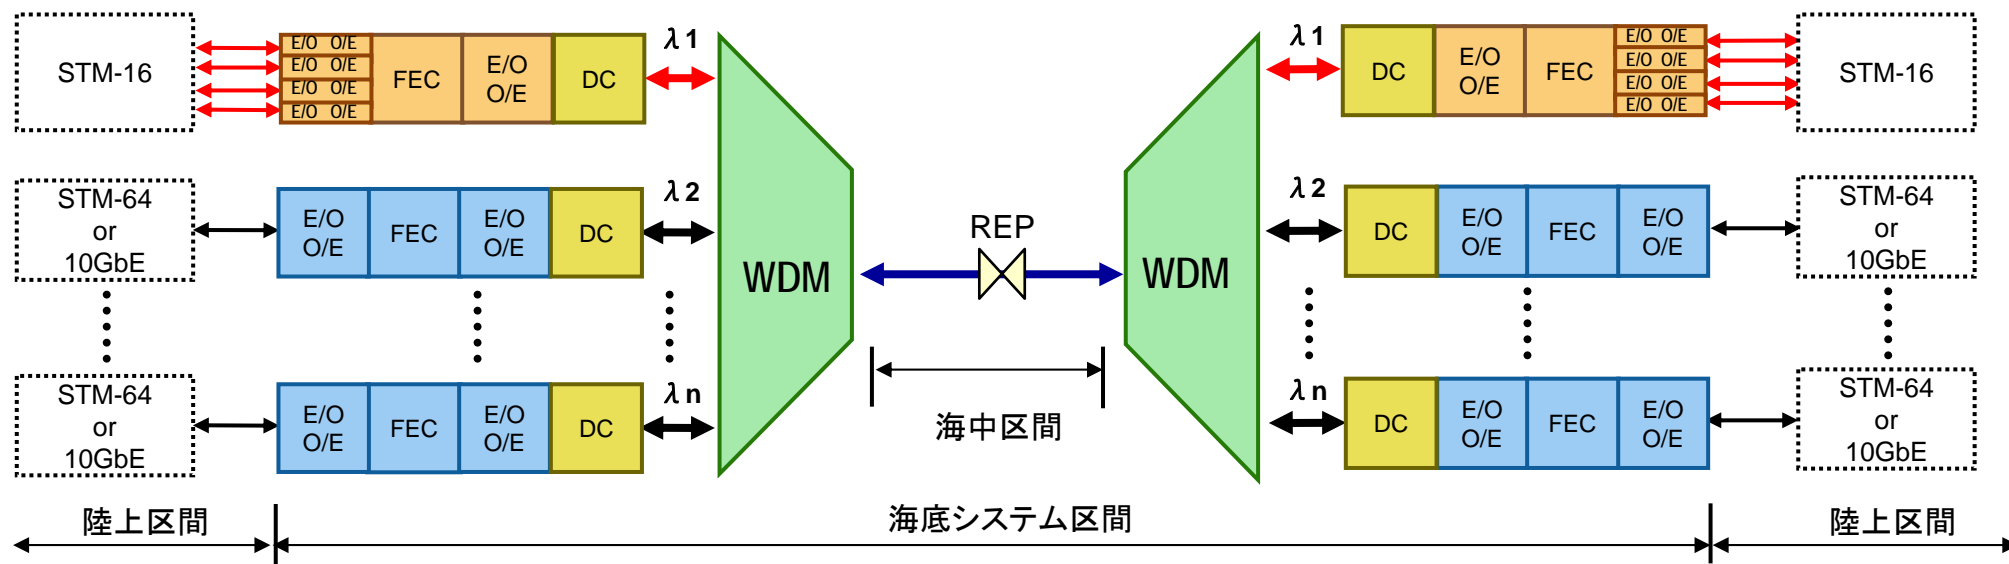 STM-16
E/O O/E
E/O O/E
E/O O/E
E/O O/E
FEC
E/O
O/E
DC
λ1
λ1
DC
E/O
O/E
FEC
E/O O/E
E/O O/E
E/O O/E
E/O O/E
STM-16
STM-64
or
10GbE
E/O
O/E
FEC
E/O
O/E
DC
λ2
WDM
REP
WDM
λ2
DC
E/O
O/E
FEC
E/O
O/E
STM-64
or
10GbE
STM-64
or
10GbE
E/O
O/E
FEC
E/O
O/E
DC
λn
海中区間
λn
DC
E/O
O/E
FEC
E/O
O/E
STM-64
or
10GbE
陸上区間
海底システム区間
陸上区間